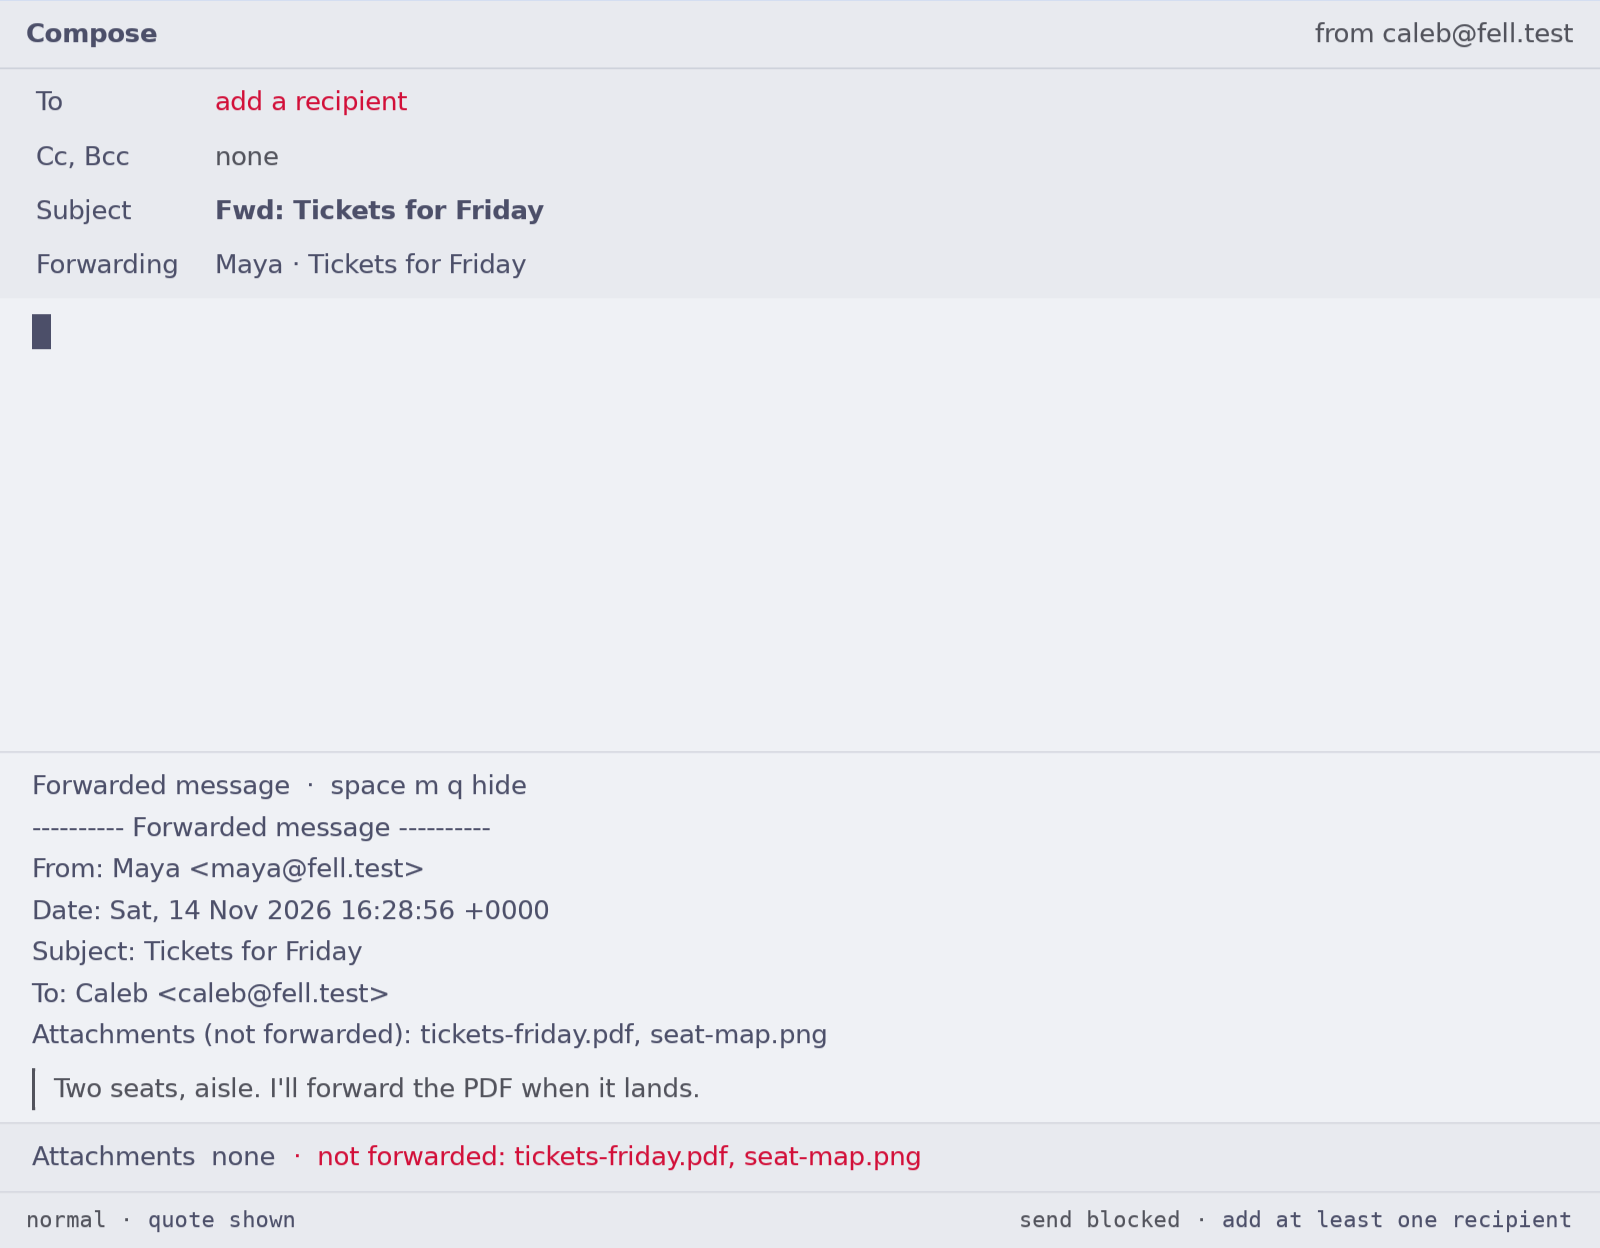 Compose from caleb@fell.test
To add a recipient
Cc, Bcc none
Subject Fwd: Tickets for Friday
Forwarding Maya · Tickets for Friday
Forwarded message · space m q hide
---------- Forwarded message ----------
From: Maya <maya@fell.test>
Date: Sat, 14 Nov 2026 16:28:56 +0000
Subject: Tickets for Friday
To: Caleb <caleb@fell.test>
Attachments (not forwarded): tickets-friday.pdf, seat-map.png
Two seats, aisle. I'll forward the PDF when it lands.
Attachments none · not forwarded: tickets-friday.pdf, seat-map.png
normal · quote shown send blocked · add at least one recipient